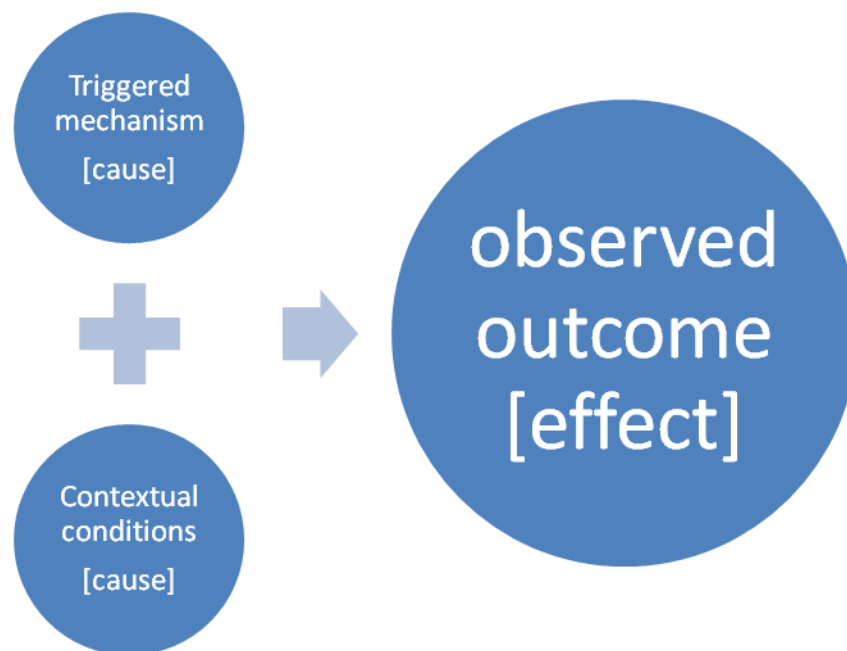 Triggered
mechanism
[cause]
Contextual
conditions
[cause]
observed
outcome
[effect]